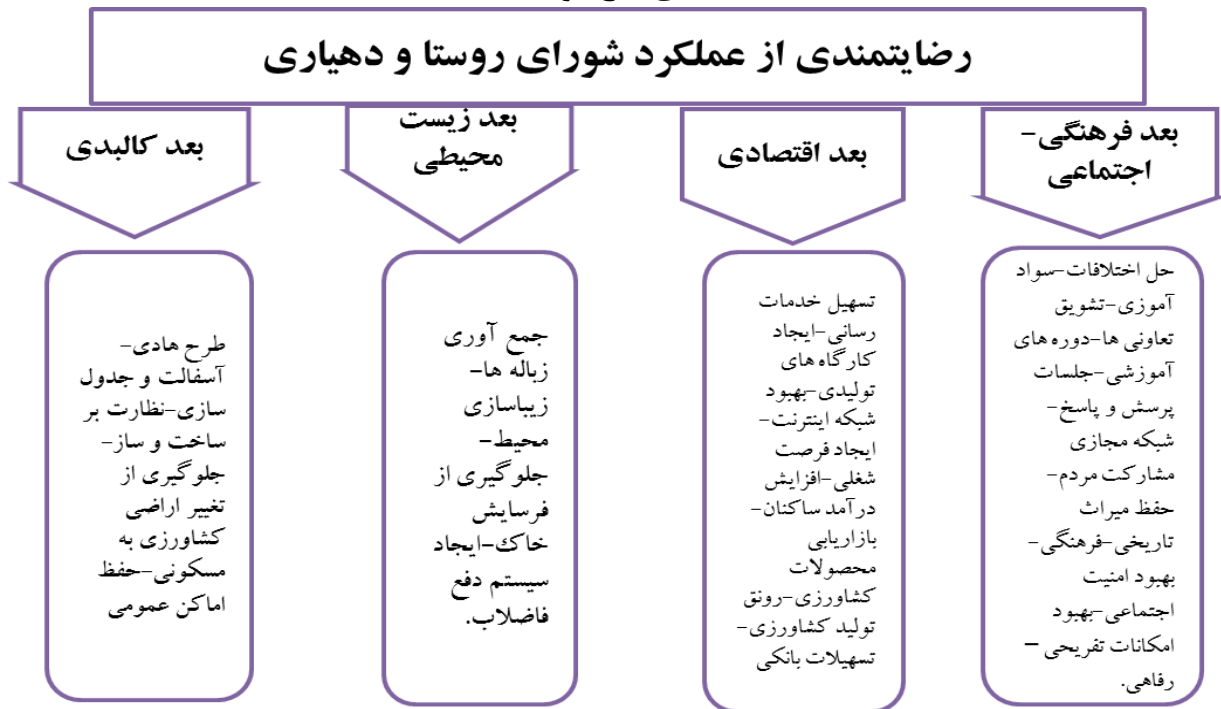 رضایتمندی از عملکرد شورای روستا و دهیاری
بعد فرهنگی-
اجتماعی
حل اختلاقات-سواد
آموزی-تشویق
تعاونی ها-دوره های
آموزشی-جلسات
پرسش و پاسخ-
شبکه مجازی
مشارکت مردم-
حفظ میراث
تاریخی-فرهنگی-
بهبود امنیت
اجتماعی-بهبود
امکانات تقریحی –
رفاهی.
بعد اقتصادی
تسهیل خدمات
رسانی-ایجاد
کارگاه های
تولیدی-بهبود
شبکه اینترنت-
ایجاد فرصت
شغلی-افزایش
درآمد ساکنان-
بازاریابی
محصولات
کشاورزی-رونق
تولید کشاورزی-
تسهیلات بانکی
بعد زیست
محیطی
جمع آوری
زباله ها-
زیباسازی
محیط-
جلوگیری از
فرسایش
خاک-ایجاد
سیستم دفع
فاضلاب.
بعد کالبدی
طرح هادی-
آسفالت و جدول
سازی-نظارت بر
ساخت و ساز-
جلوگیری از
تغییر اراضی
کشاورزی به
مسکونی-حفظ
اماکن عمومی